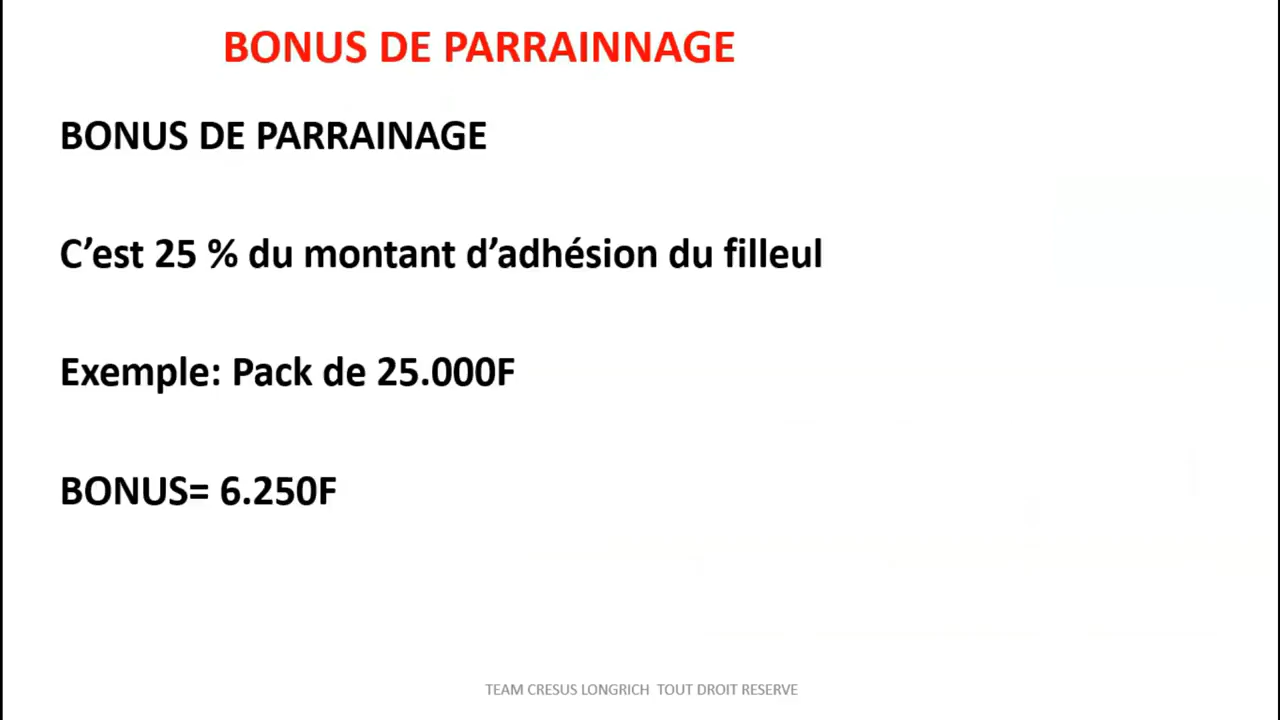 BONUS DE PARRAINNAGE
BONUS DE PARRAINAGE
C’est 25 % du montant d’adhésion du filleul
Exemple: Pack de 25.000F
BONUS= 6.250F
TEAM CRESUS LONGRICH TOUT DROIT RESERVE